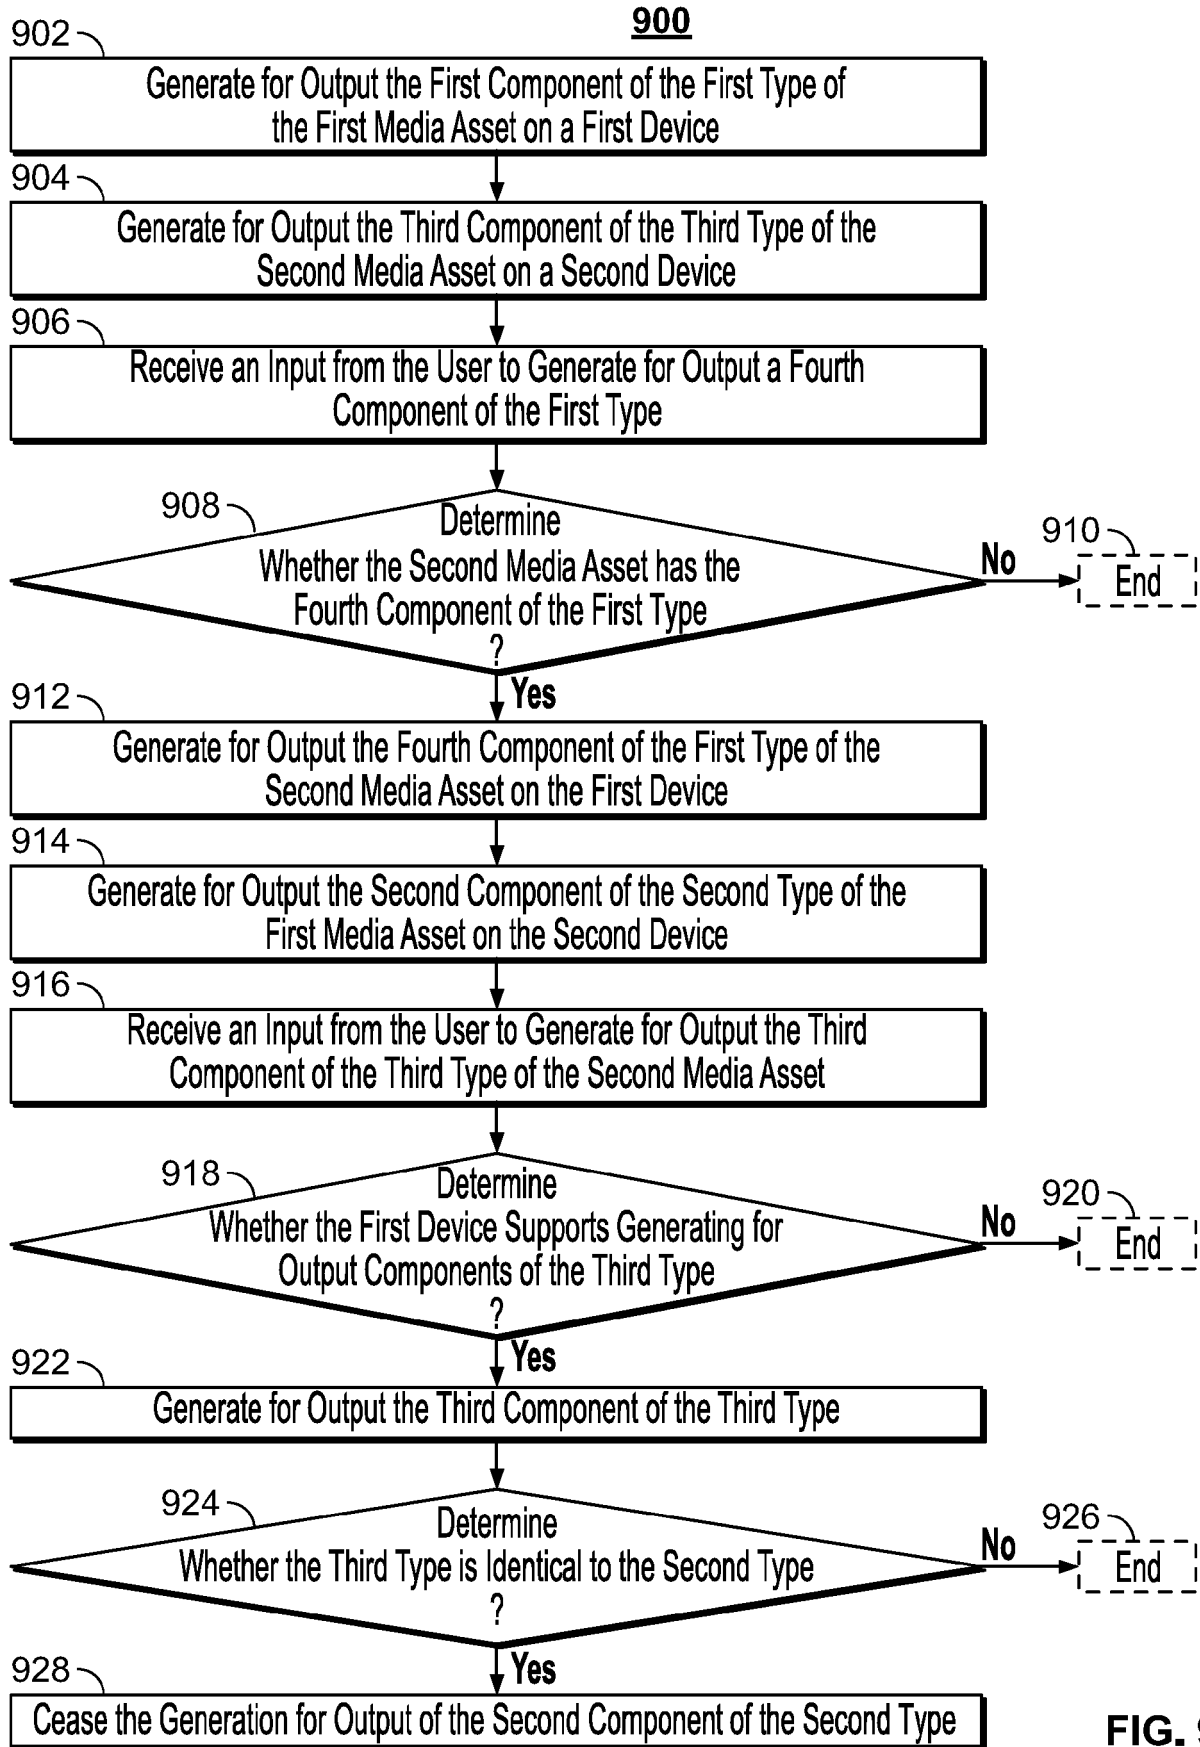 900
902
Generate for Output the First Component of the First Type of
the First Media Asset on a First Device
904
Generate for Output the Third Component of the Third Type of the
Second Media Asset on a Second Device
906
Receive an Input from the User to Generate for Output a Fourth
Component of the First Type
908
Determine
Whether the Second Media Asset has the
Fourth Component of the First Type
?
No
910
End
Yes
912
Generate for Output the Fourth Component of the First Type of the
Second Media Asset on the First Device
914
Generate for Output the Second Component of the Second Type of the
First Media Asset on the Second Device
916
Receive an Input from the User to Generate for Output the Third
Component of the Third Type of the Second Media Asset
918
Determine
Whether the First Device Supports Generating for
Output Components of the Third Type
?
No
920
End
Yes
922
Generate for Output the Third Component of the Third Type
924
Determine
Whether the Third Type is Identical to the Second Type
?
No
926
End
Yes
928
Cease the Generation for Output of the Second Component of the Second Type
FIG. 9